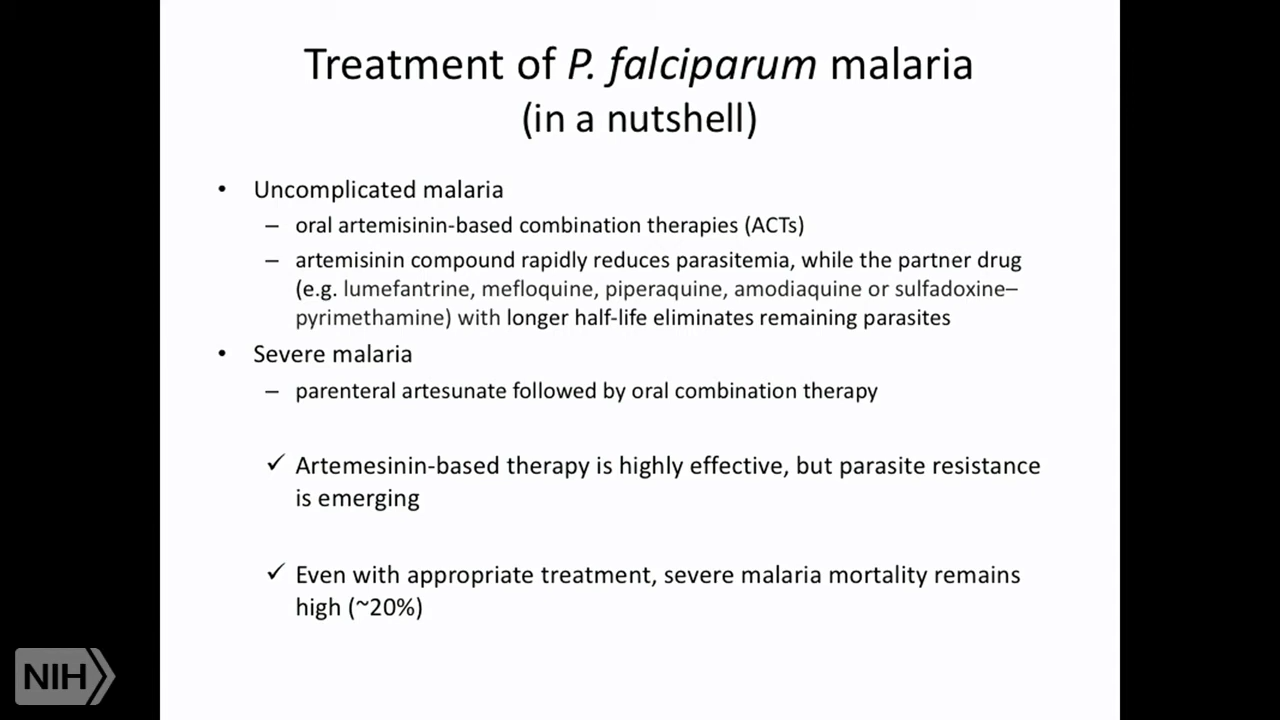 Treatment of P. falciparum malaria
(in a nutshell)
• Uncomplicated malaria
– oral artemisinin-based combination therapies (ACTs)
– artemisinin compound rapidly reduces parasitemia, while the partner drug
(e.g. lumefantrine, mefloquine, piperaquine, amodiaquine or sulfadoxine–
pyrimethamine) with longer half-life eliminates remaining parasites
• Severe malaria
– parenteral artesunate followed by oral combination therapy
✓ Artemesinin-based therapy is highly effective, but parasite resistance
is emerging
✓ Even with appropriate treatment, severe malaria mortality remains
high (~20%)
NIH